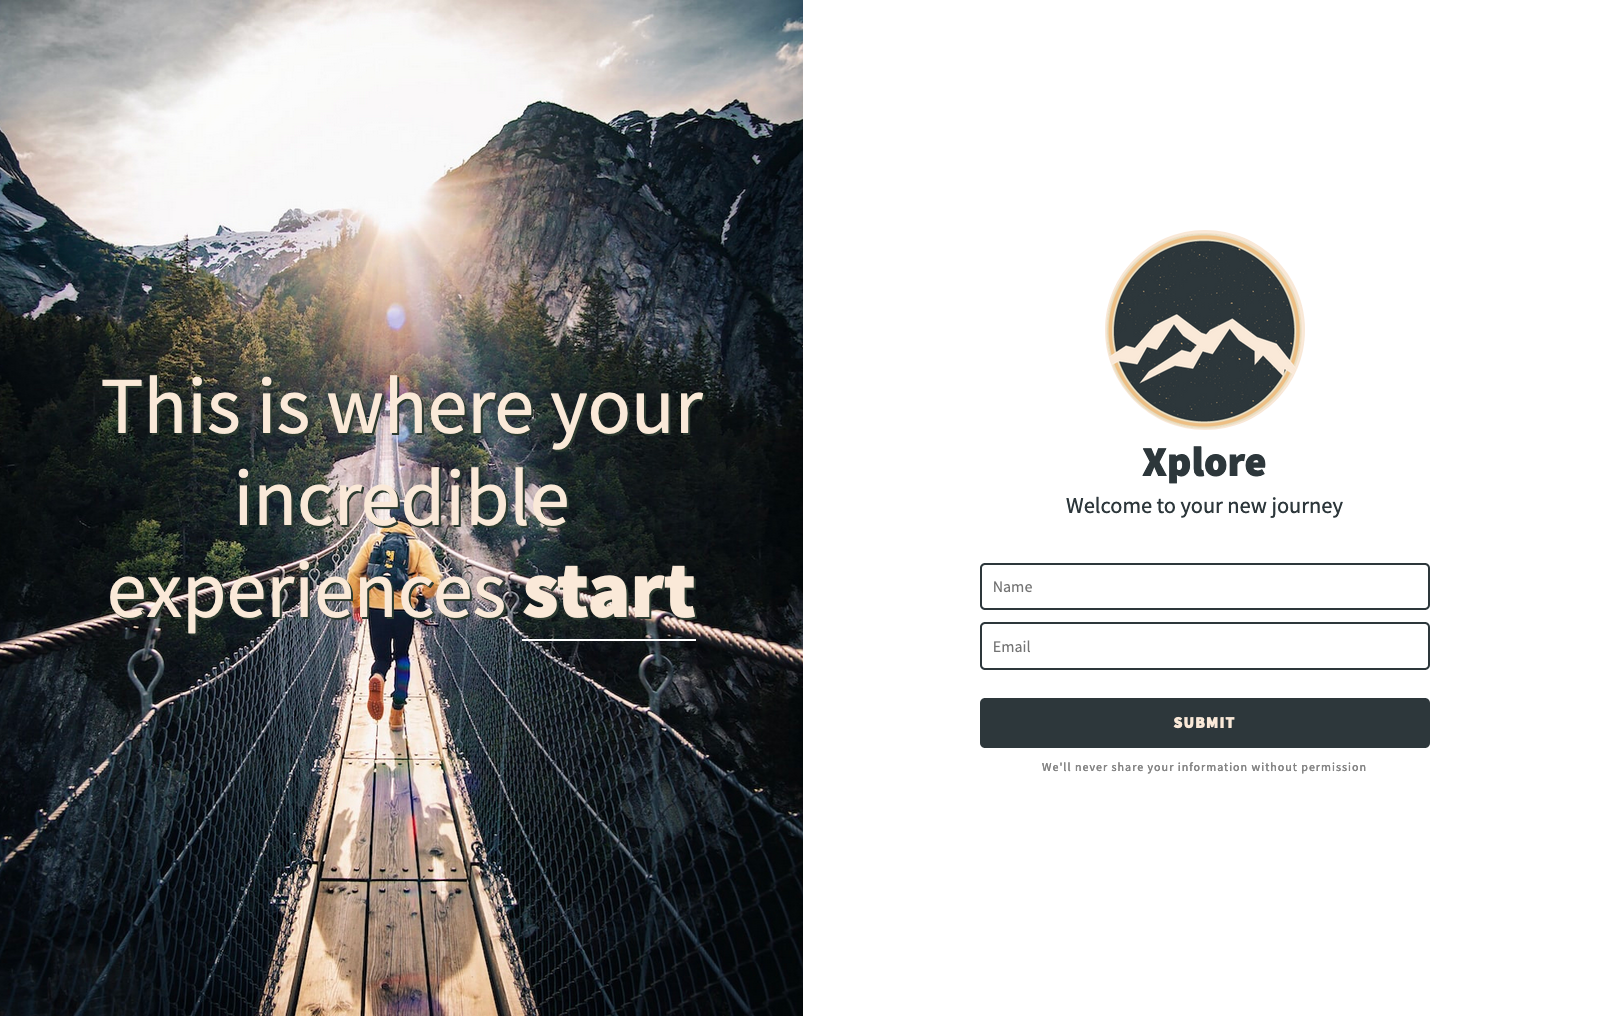 This is where your
incredible
experiences start
Xplore
Welcome to your new journey
Name
Email
SUBMIT
We'll never share your information without permission